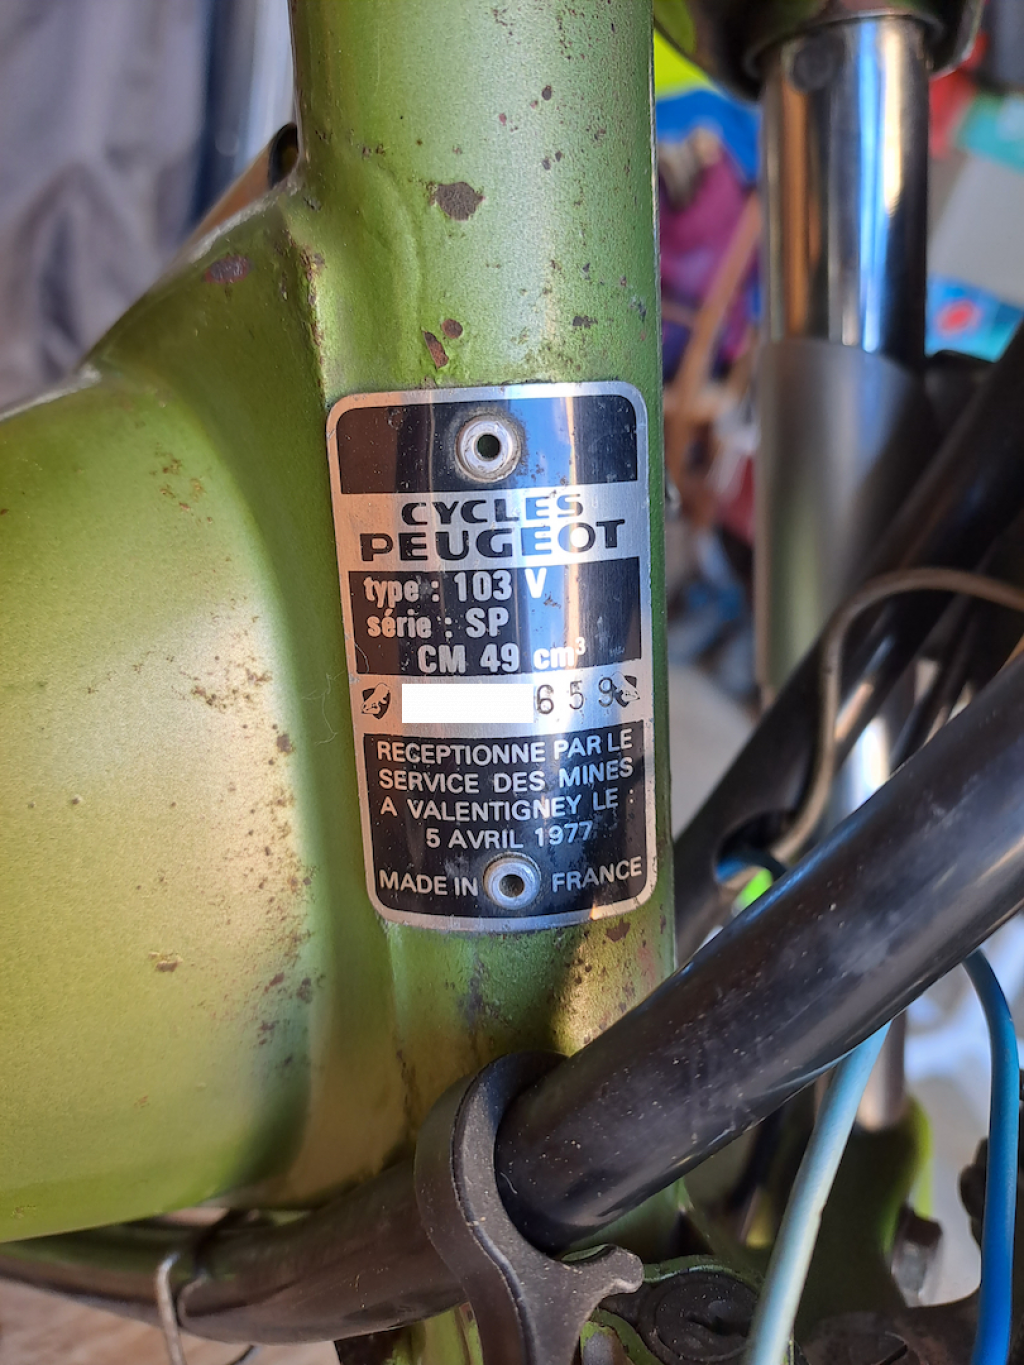 CYCLES
PEUGEOT
type : 103 V
série : SP
CM 49 cm³
659
RECEPTIONNE PAR LE
SERVICE DES MINES
A VALENTIGNEY LE :
5 AVRIL 1977
MADE IN FRANCE